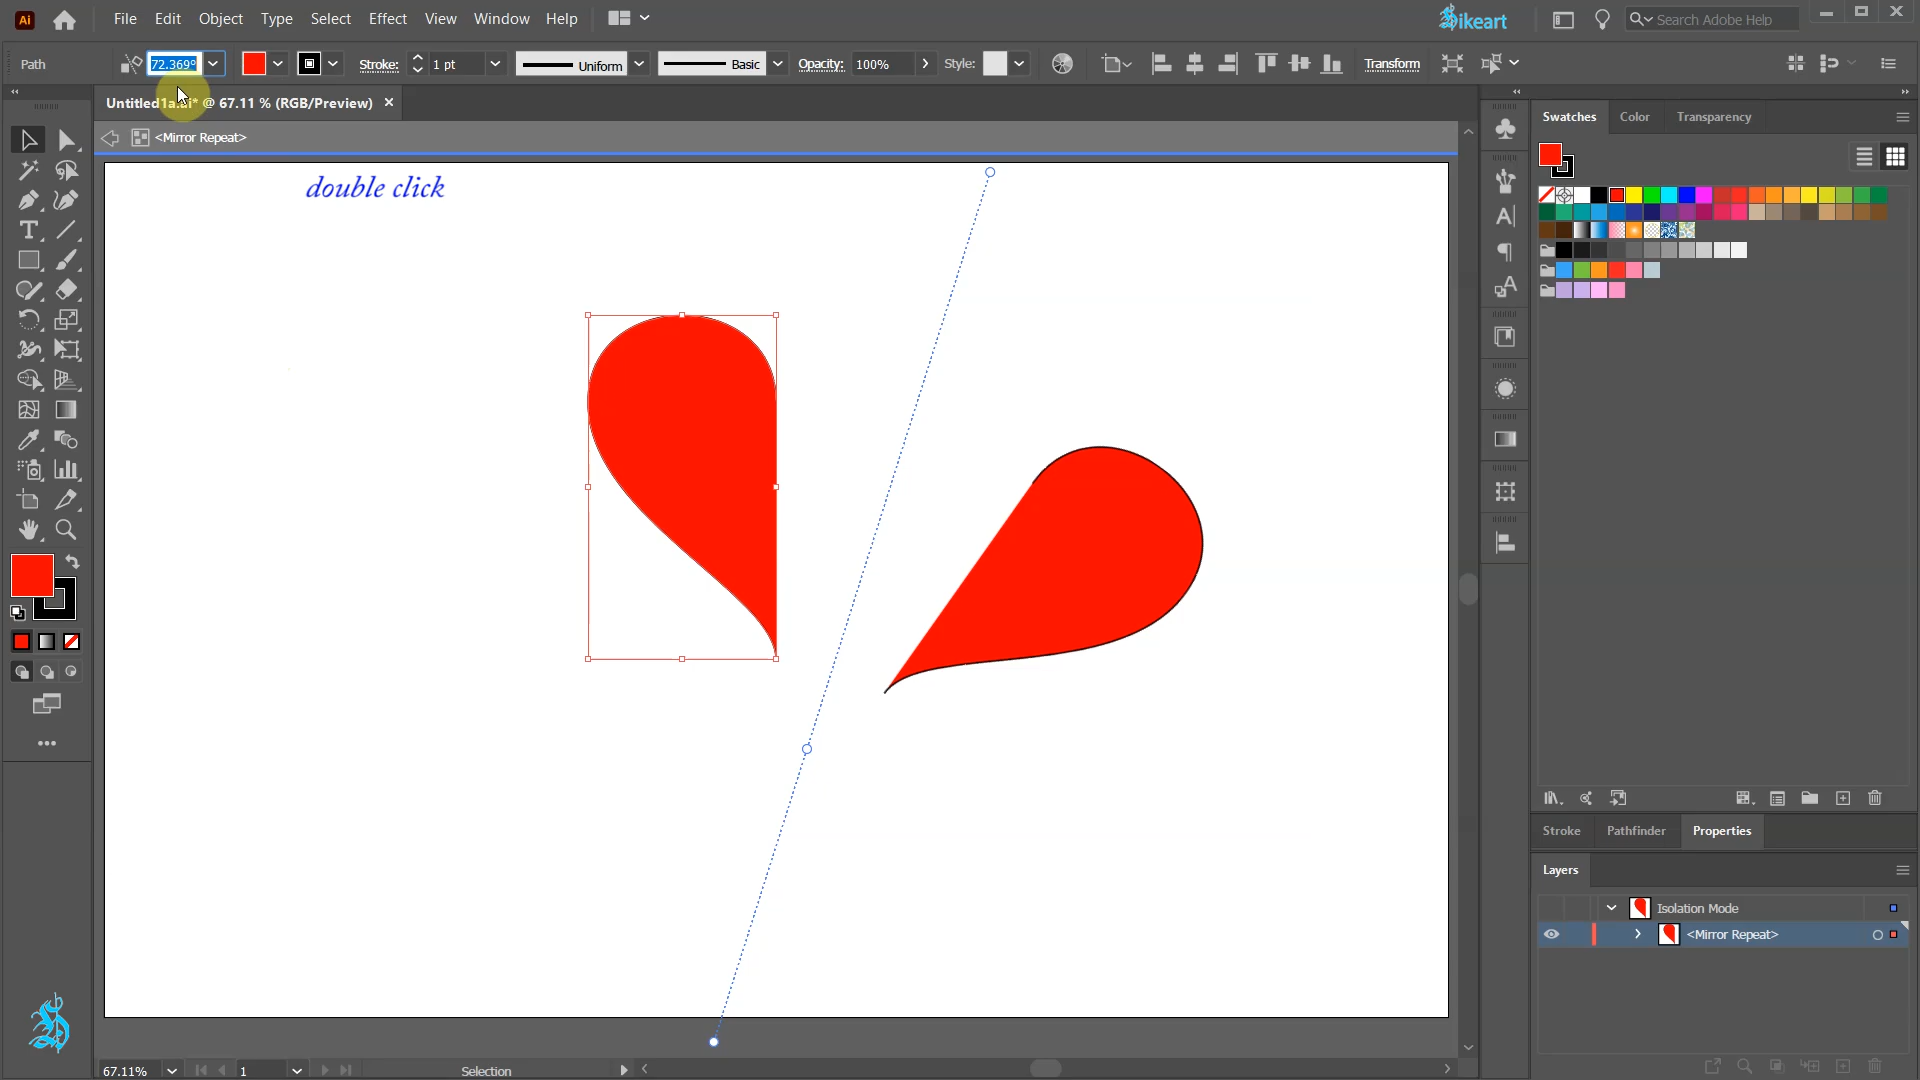 Ai File Edit Object Type Select Effect View Window Help ikeart Search Adobe Help
Path 72.369° Stroke: 1 pt Uniform Basic Opacity: 100% Style: Transform
Untitled1a.ai* @ 67.11 % (RGB/Preview)
<Mirror Repeat>
double click
Swatches Color Transparency
Stroke Pathfinder Properties
Layers
Isolation Mode
<Mirror Repeat>
67.11% 1 Selection